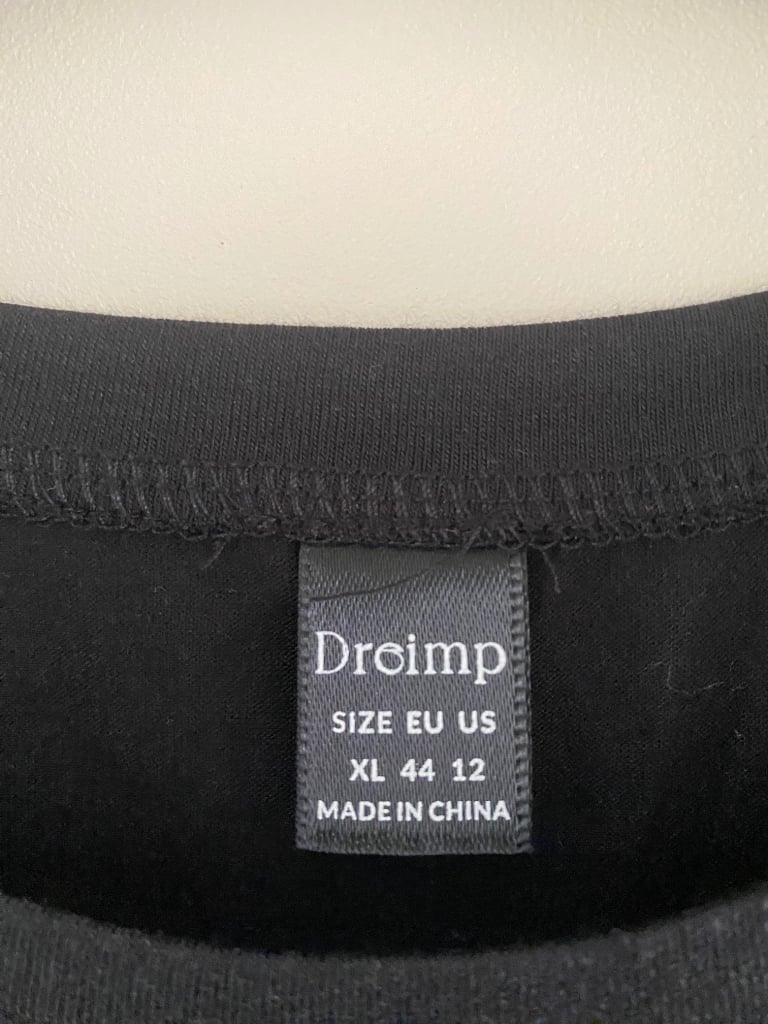 Dreimp
SIZE EU US
XL 44 12
MADE IN CHINA